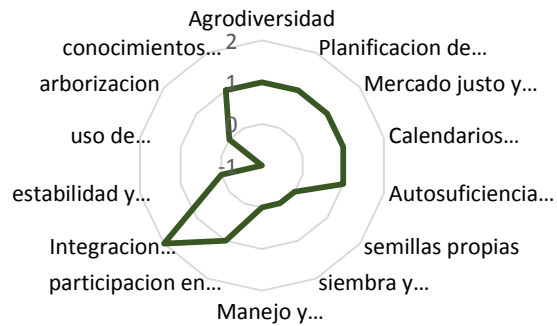 Agrodiversidad
Planificacion de...
Mercado justo y...
Calendarios...
Autosuficiencia...
semillas propias
siembra y...
Manejo y...
participacion en...
Integracion...
estabilidad y...
uso de...
arborizacion
conocimientos...
2
1
0
-1